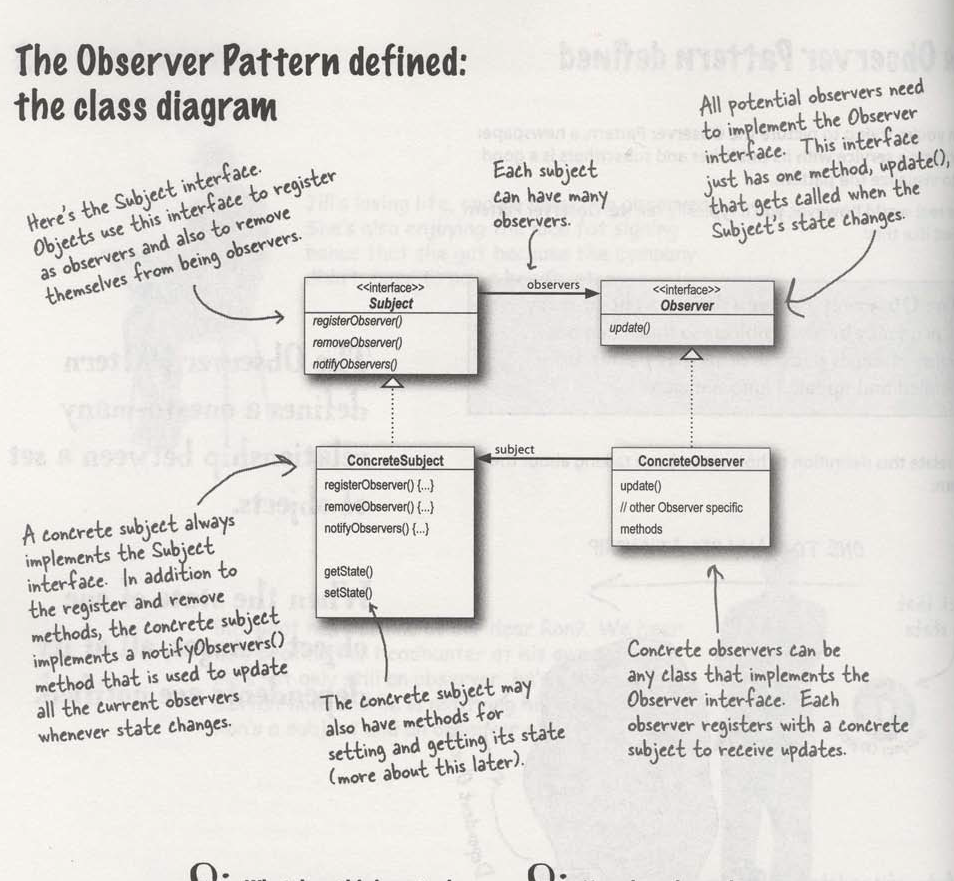 The Observer Pattern defined:
the class diagram
Here's the Subject interface.
Objects use this interface to register
as observers and also to remove
themselves from being observers.
Each subject
can have many
observers.
All potential observers need
to implement the Observer
interface. This interface
just has one method, update(),
that gets called when the
Subject's state changes.
<<interface>>
Subject
registerObserver()
removeObserver()
notifyObservers()
observers
<<interface>>
Observer
update()
ConcreteSubject
registerObserver() {...}
removeObserver() {...}
notifyObservers() {...}
getState()
setState()
subject
ConcreteObserver
update()
// other Observer specific
methods
A concrete subject always
implements the Subject
interface. In addition to
the register and remove
methods, the concrete subject
implements a notifyObservers()
method that is used to update
all the current observers
whenever state changes.
The concrete subject may
also have methods for
setting and getting its state
(more about this later).
Concrete observers can be
any class that implements the
Observer interface. Each
observer registers with a concrete
subject to receive updates.